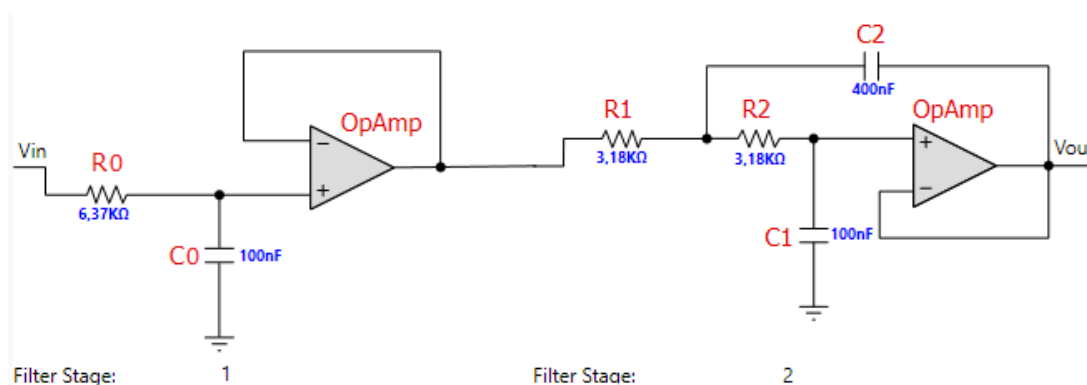 C2
400nF
OpAmp
R1
R2
OpAmp
Vin
R0
3,18KΩ
3,18KΩ
Vou
6,37KΩ
C0
100nF
C1
100nF
Filter Stage: 1
Filter Stage: 2